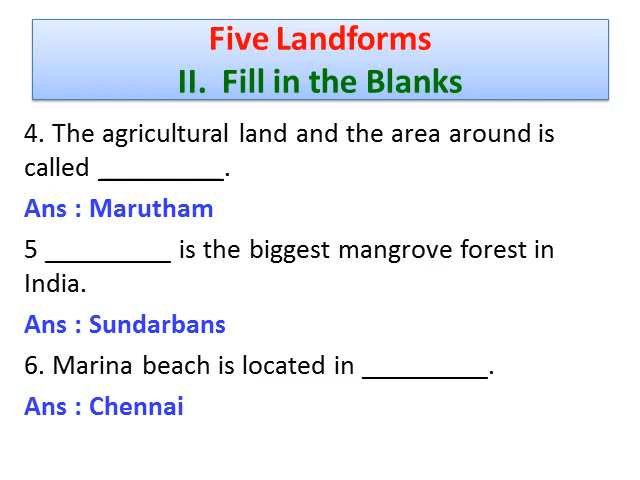 Five Landforms
II.  Fill in the Blanks
4. The agricultural land and the area around is
called _________.
Ans : Marutham
5 _________ is the biggest mangrove forest in
India.
Ans : Sundarbans
6. Marina beach is located in _________.
Ans : Chennai